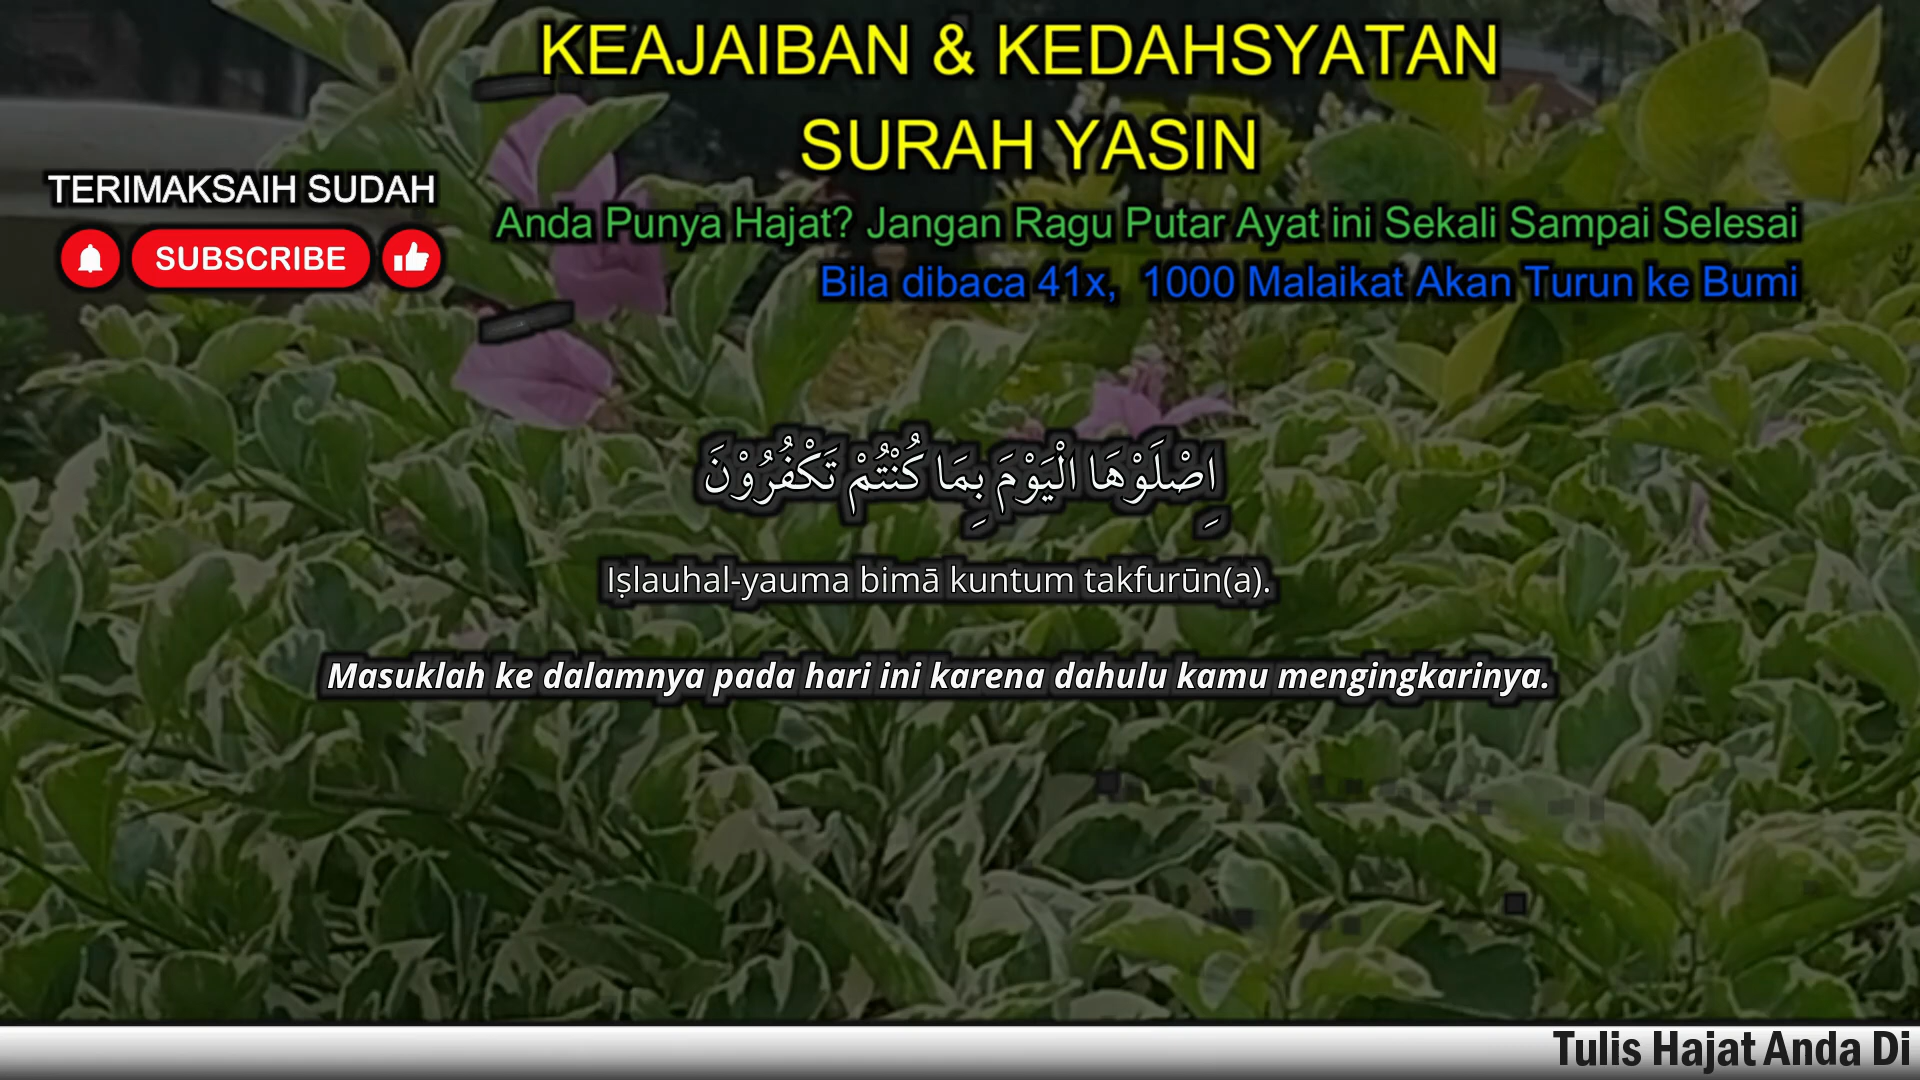 KEAJAIBAN & KEDAHSYATAN
SURAH YASIN
TERIMAKSAIH SUDAH
SUBSCRIBE
Anda Punya Hajat? Jangan Ragu Putar Ayat ini Sekali Sampai Selesai
Bila dibaca 41x, 1000 Malaikat Akan Turun ke Bumi
اِصْلَوْهَا الْيَوْمَ بِمَا كُنْتُمْ تَكْفُرُوْنَ
Iṣlauhal-yauma bimā kuntum takfurūn(a).
Masuklah ke dalamnya pada hari ini karena dahulu kamu mengingkarinya.
Tulis Hajat Anda Di